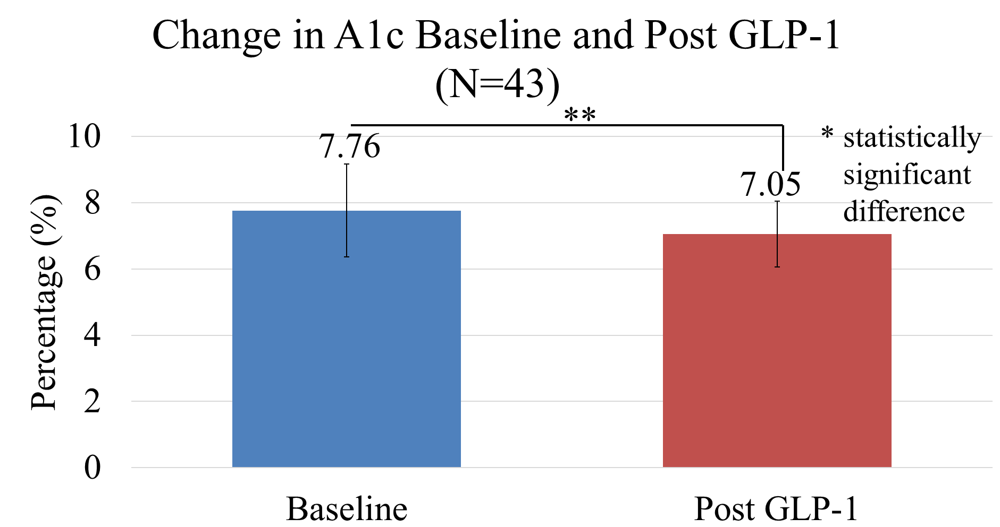 Change in A1c Baseline and Post GLP-1
(N=43)
**
* statistically
significant
difference
7.76
7.05
Percentage (%)
10
8
6
4
2
0
Baseline
Post GLP-1